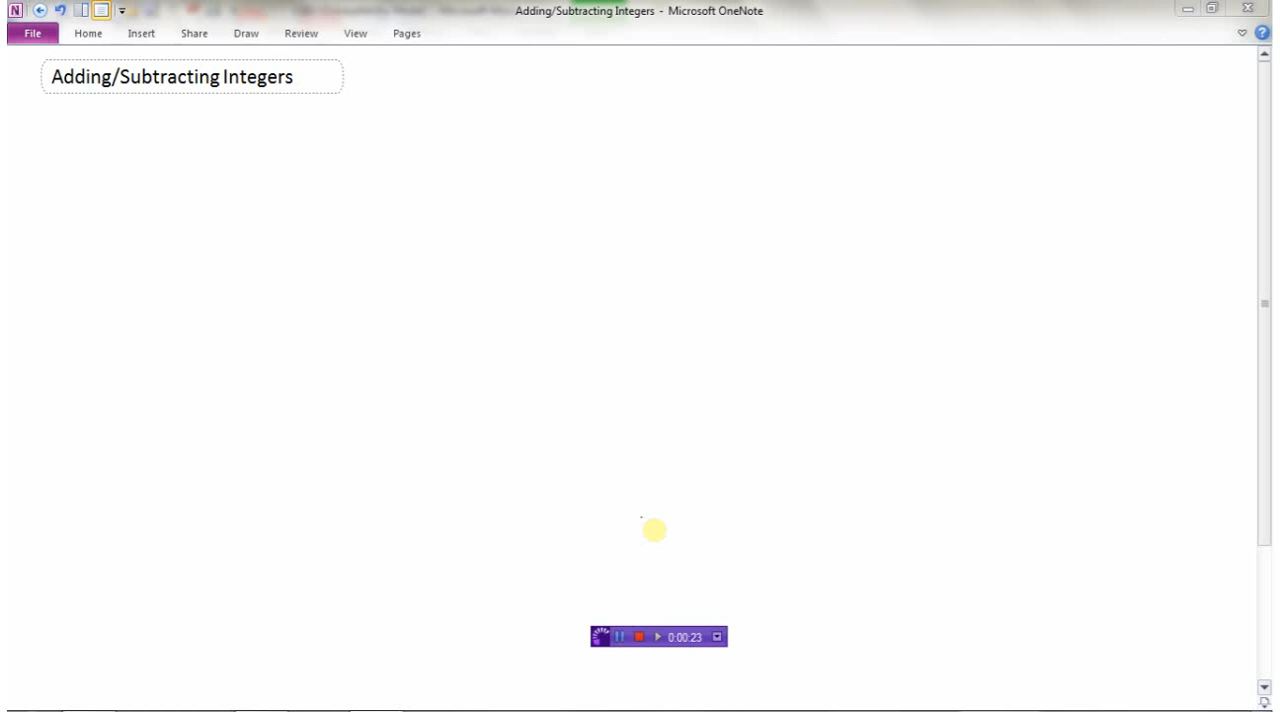 Adding/Subtracting Integers - Microsoft OneNote
File Home Insert Share Draw Review View Pages
Adding/Subtracting Integers
0:00:23